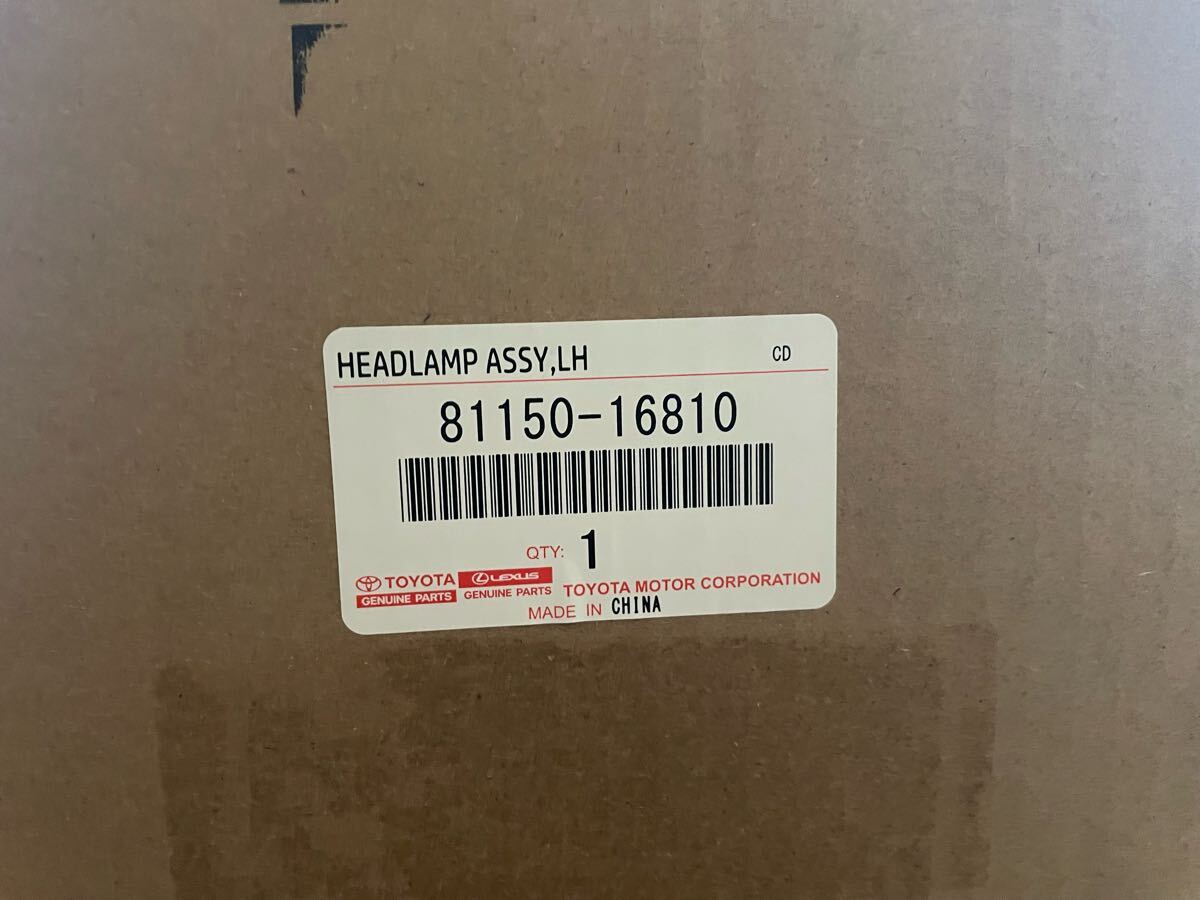 HEADLAMP ASSY,LH CD
81150-16810
QTY: 1
TOYOTA LEXUS
GENUINE PARTS GENUINE PARTS TOYOTA MOTOR CORPORATION
MADE IN CHINA